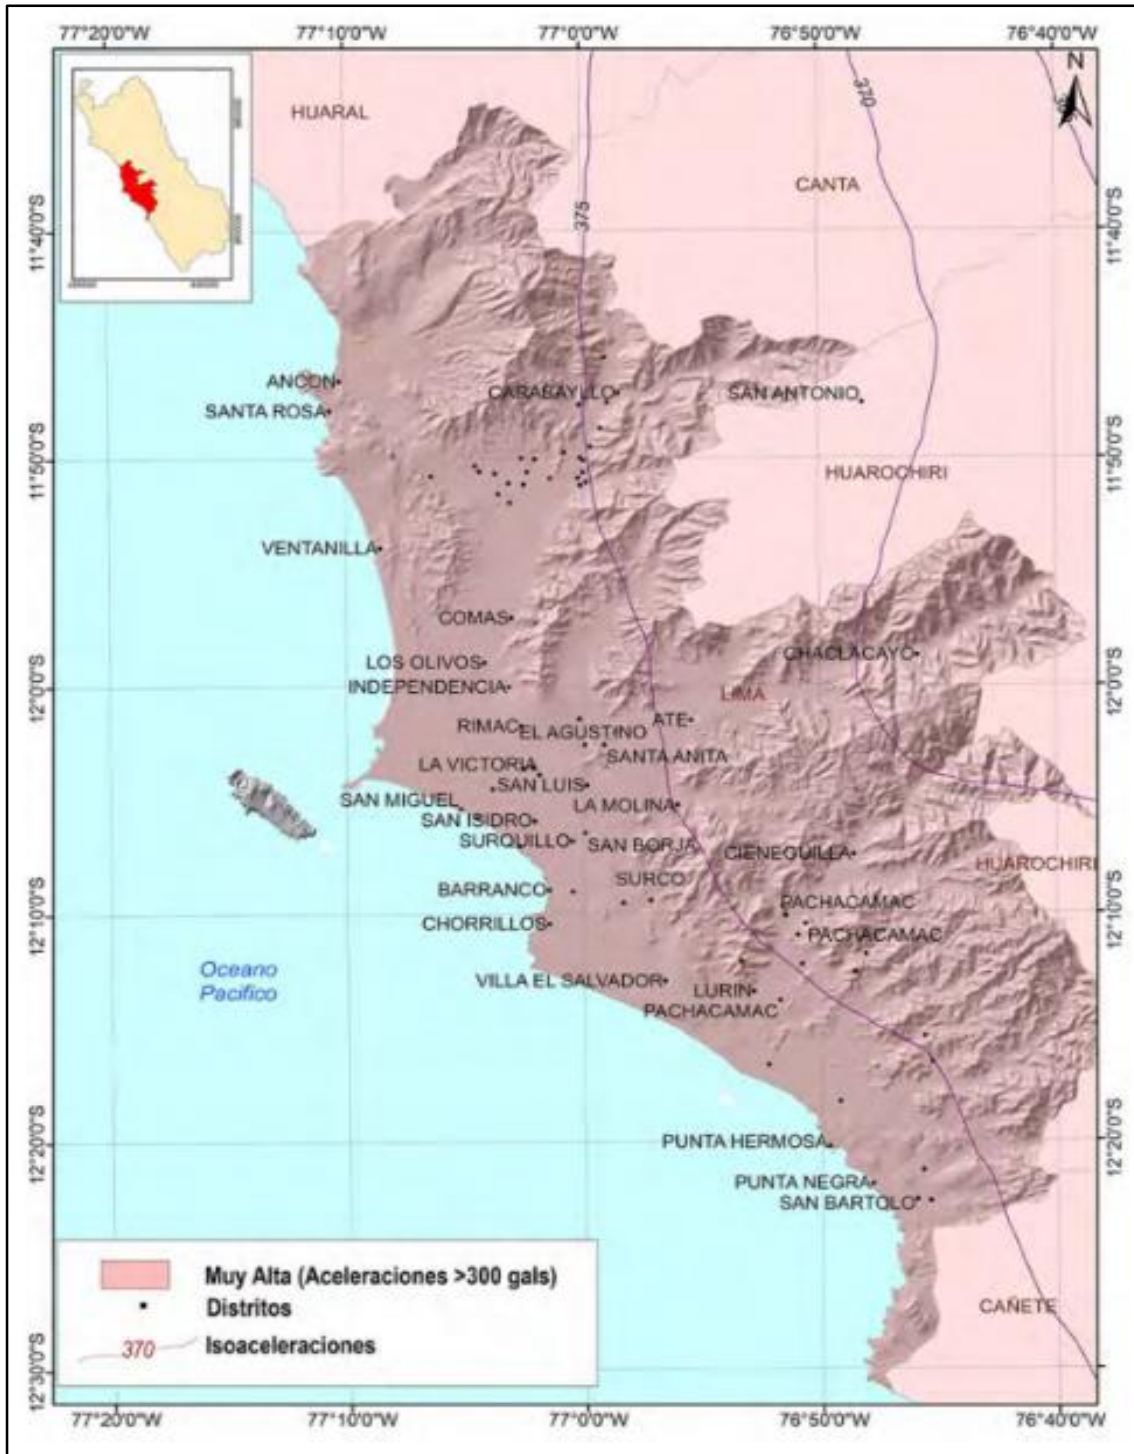 77°20'0"W 77°10'0"W 77°0'0"W 76°50'0"W 76°40'0"W
N
HUARAL
370
CANTA
375
11°40'0"S 11°40'0"S
ANCON
CARABAYLLO
SAN ANTONIO
SANTA ROSA
11°50'0"S 11°50'0"S
HUAROCHIRI
VENTANILLA
COMAS
CHACLACAYO
LOS OLIVOS
INDEPENDENCIA
12°0'0"S 12°0'0"S
LIMA
RIMAC
EL AGUSTINO
ATE
SANTA ANITA
LA VICTORIA
SAN LUIS
SAN MIGUEL
LA MOLINA
SAN ISIDRO
SURQUILLO
SAN BORJA
CIENEGUILLA
HUAROCHIRI
SURCO
BARRANCO
PACHACAMAC
12°10'0"S 12°10'0"S
CHORRILLOS
PACHACAMAC
Oceano
Pacifico
VILLA EL SALVADOR
LURIN
PACHACAMAC
12°20'0"S 12°20'0"S
PUNTA HERMOSA
PUNTA NEGRA
SAN BARTOLO
Muy Alta (Aceleraciones >300 gals)
Distritos
370 Isoaceleraciones
CAÑETE
12°30'0"S
77°20'0"W 77°10'0"W 77°0'0"W 76°50'0"W 76°40'0"W